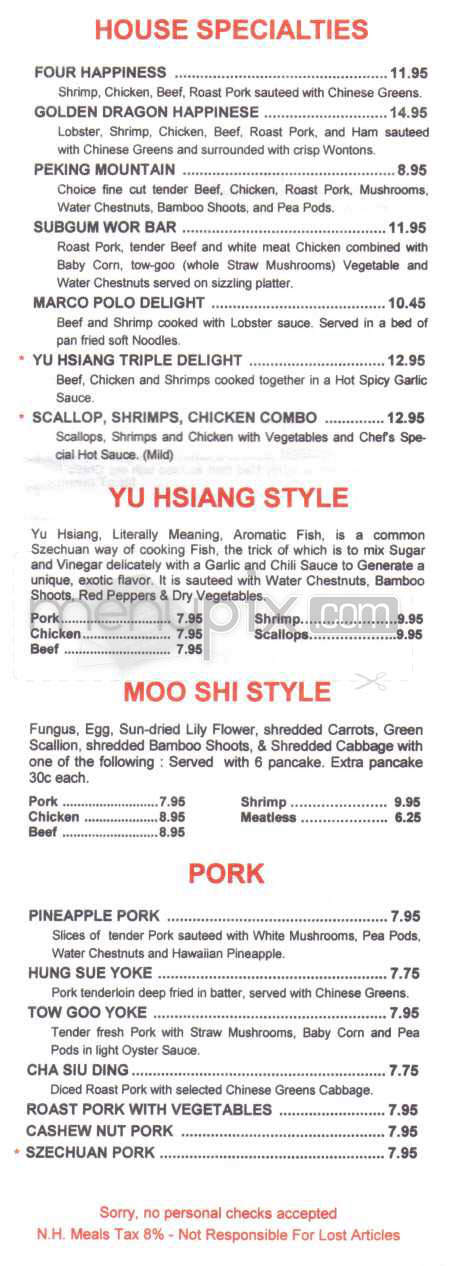 HOUSE SPECIALTIES
FOUR HAPPINESS ................................................ 11.95
Shrimp, Chicken, Beef, Roast Pork sauteed with Chinese Greens.
GOLDEN DRAGON HAPPINESE ............................ 14.95
Lobster, Shrimp, Chicken, Beef, Roast Pork, and Ham sauteed
with Chinese Greens and surrounded with crisp Wontons.
PEKING MOUNTAIN ................................................ 8.95
Choice fine cut tender Beef, Chicken, Roast Pork, Mushrooms,
Water Chestnuts, Bamboo Shoots, and Pea Pods.
SUBGUM WOR BAR .............................................. 11.95
Roast Pork, tender Beef and white meat Chicken combined with
Baby Corn, tow-goo (whole Straw Mushrooms) Vegetable and
Water Chestnuts served on sizzling platter.
MARCO POLO DELIGHT ....................................... 10.45
Beef and Shrimp cooked with Lobster sauce. Served in a bed of
pan fried soft Noodles.
* YU HSIANG TRIPLE DELIGHT ............................... 12.95
Beef, Chicken and Shrimps cooked together in a Hot Spicy Garlic
Sauce.
* SCALLOP, SHRIMPS, CHICKEN COMBO .............. 12.95
Scallops, Shrimps and Chicken with Vegetables and Chef's Spe-
cial Hot Sauce. (Mild)
YU HSIANG STYLE
Yu Hsiang, Literally Meaning, Aromatic Fish, is a common
Szechuan way of cooking Fish, the trick of which is to mix Sugar
and Vinegar delicately with a Garlic and Chili Sauce to Generate a
unique, exotic flavor. It is sauteed with Water Chestnuts, Bamboo
Shoots, Red Peppers & Dry Vegetables.
menupix.com
Pork............................ 7.95 Shrimp......................9.95
Chicken....................... 7.95 Scallops.....................9.95
Beef ............................ 7.95
MOO SHI STYLE
Fungus, Egg, Sun-dried Lily Flower, shredded Carrots, Green
Scallion, shredded Bamboo Shoots, & Shredded Cabbage with
one of the following : Served with 6 pancake. Extra pancake
30c each.
Pork .........................7.95 Shrimp ...................... 9.95
Chicken ...................8.95 Meatless .................... 6.25
Beef .........................8.95
PORK
PINEAPPLE PORK .................................................. 7.95
Slices of tender Pork sauteed with White Mushrooms, Pea Pods,
Water Chestnuts and Hawaiian Pineapple.
HUNG SUE YOKE .................................................... 7.75
Pork tenderloin deep fried in batter, served with Chinese Greens.
TOW GOO YOKE ..................................................... 7.95
Tender fresh Pork with Straw Mushrooms, Baby Corn and Pea
Pods in light Oyster Sauce.
CHA SIU DING.......................................................... 7.75
Diced Roast Pork with selected Chinese Greens Cabbage.
ROAST PORK WITH VEGETABLES ........................ 7.95
CASHEW NUT PORK ............................................... 7.95
* SZECHUAN PORK .................................................... 7.95
Sorry, no personal checks accepted
N.H. Meals Tax 8% - Not Responsible For Lost Articles